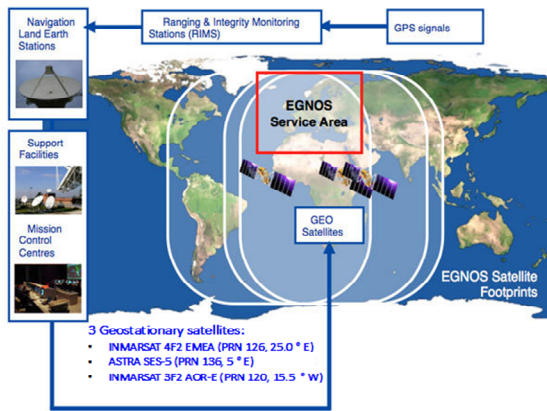 Navigation
Land Earth
Stations
Ranging & Integrity Monitoring
Stations (RIMS)
GPS signals
EGNOS
Service Area
Support
Facilities
Mission
Control
Centres
GEO
Satellites
EGNOS Satellite
Footprints
3 Geostationary satellites:
• INMARSAT 4F2 EMEA (PRN 126, 25.0 ° E)
• ASTRA SES-5 (PRN 136, 5 ° E)
• INMARSAT 3F2 AOR-E (PRN 120, 15.5 ° W)